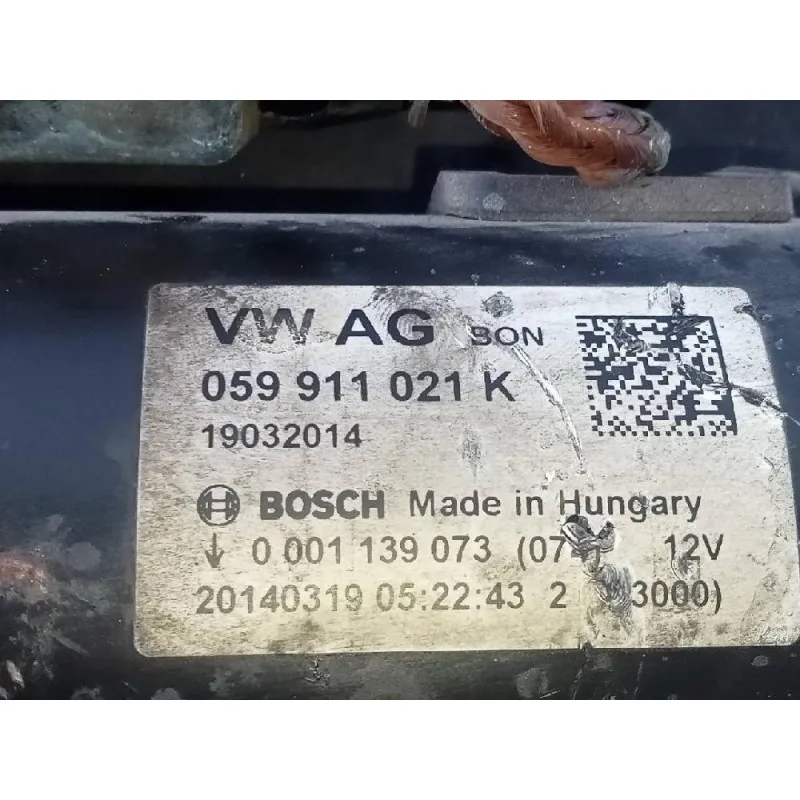 VW AG BON
059 911 021 K
19032014
BOSCH Made in Hungary
↓ 0 001 139 073 12V
20140319 05:22:43 2 3000)